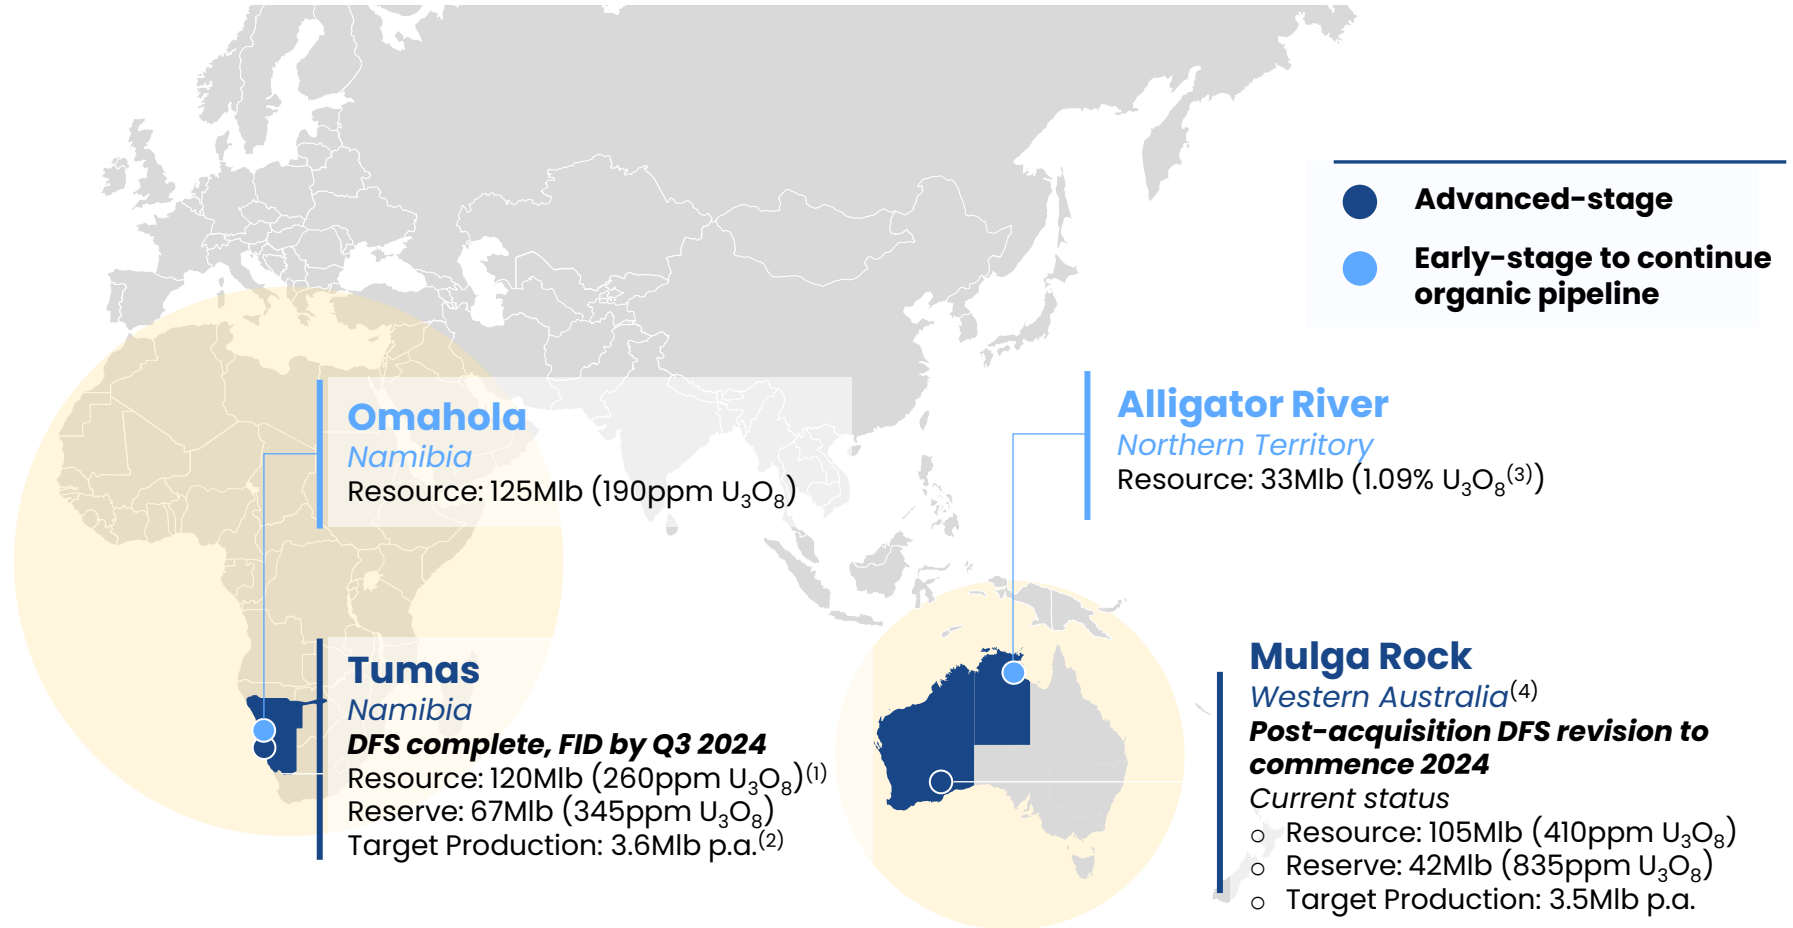 Advanced-stage
Early-stage to continue
organic pipeline
Omahola
Namibia
Resource: 125Mlb (190ppm U₃O₈)
Alligator River
Northern Territory
Resource: 33Mlb (1.09% U₃O₈⁽³⁾)
Tumas
Namibia
DFS complete, FID by Q3 2024
Resource: 120Mlb (260ppm U₃O₈)⁽¹⁾
Reserve: 67Mlb (345ppm U₃O₈)
Target Production: 3.6Mlb p.a.⁽²⁾
Mulga Rock
Western Australia⁽⁴⁾
Post-acquisition DFS revision to
commence 2024
Current status
o Resource: 105Mlb (410ppm U₃O₈)
o Reserve: 42Mlb (835ppm U₃O₈)
o Target Production: 3.5Mlb p.a.